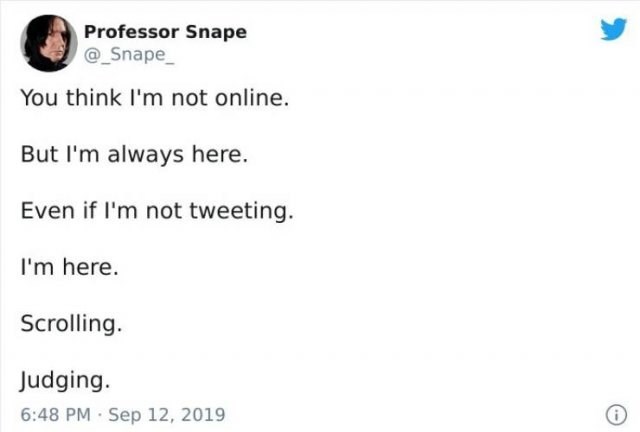 Professor Snape
@_Snape_
You think I'm not online.
But I'm always here.
Even if I'm not tweeting.
I'm here.
Scrolling.
Judging.
6:48 PM · Sep 12, 2019